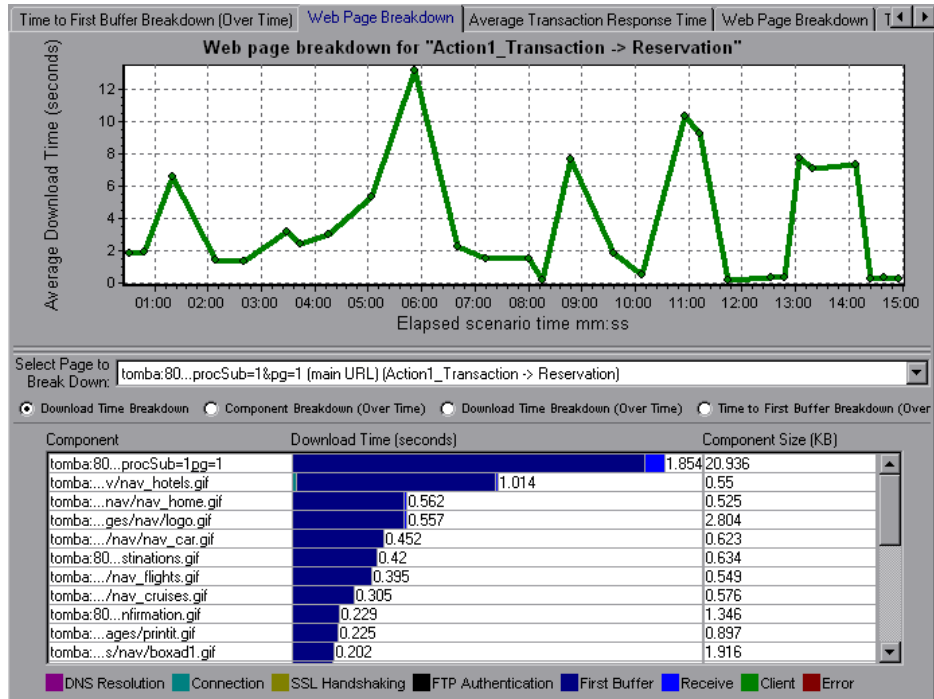 Time to First Buffer Breakdown (Over Time) Web Page Breakdown Average Transaction Response Time Web Page Breakdown
Web page breakdown for "Action1_Transaction -> Reservation"
Average Download Time (seconds)
12
10
8
6
4
2
0
01:00 02:00 03:00 04:00 05:00 06:00 07:00 08:00 09:00 10:00 11:00 12:00 13:00 14:00 15:00
Elapsed scenario time mm:ss
Select Page to Break Down: tomba:80...procSub=1&pg=1 (main URL) (Action1_Transaction -> Reservation)
Download Time Breakdown Component Breakdown (Over Time) Download Time Breakdown (Over Time) Time to First Buffer Breakdown (Over
Component Download Time (seconds) Component Size (KB)
tomba:80...procSub=1pg=1 1.854 20.936
tomba:...v/nav_hotels.gif 1.014 0.55
tomba:...nav/nav_home.gif 0.562 0.525
tomba:...ges/nav/logo.gif 0.557 2.804
tomba:.../nav/nav_car.gif 0.452 0.623
tomba:80...stinations.gif 0.42 0.634
tomba:.../nav_flights.gif 0.395 0.549
tomba:.../nav_cruises.gif 0.305 0.576
tomba:80...nfirmation.gif 0.229 1.346
tomba:...ages/printit.gif 0.225 0.897
tomba:...s/nav/boxad1.gif 0.202 1.916
DNS Resolution Connection SSL Handshaking FTP Authentication First Buffer Receive Client Error